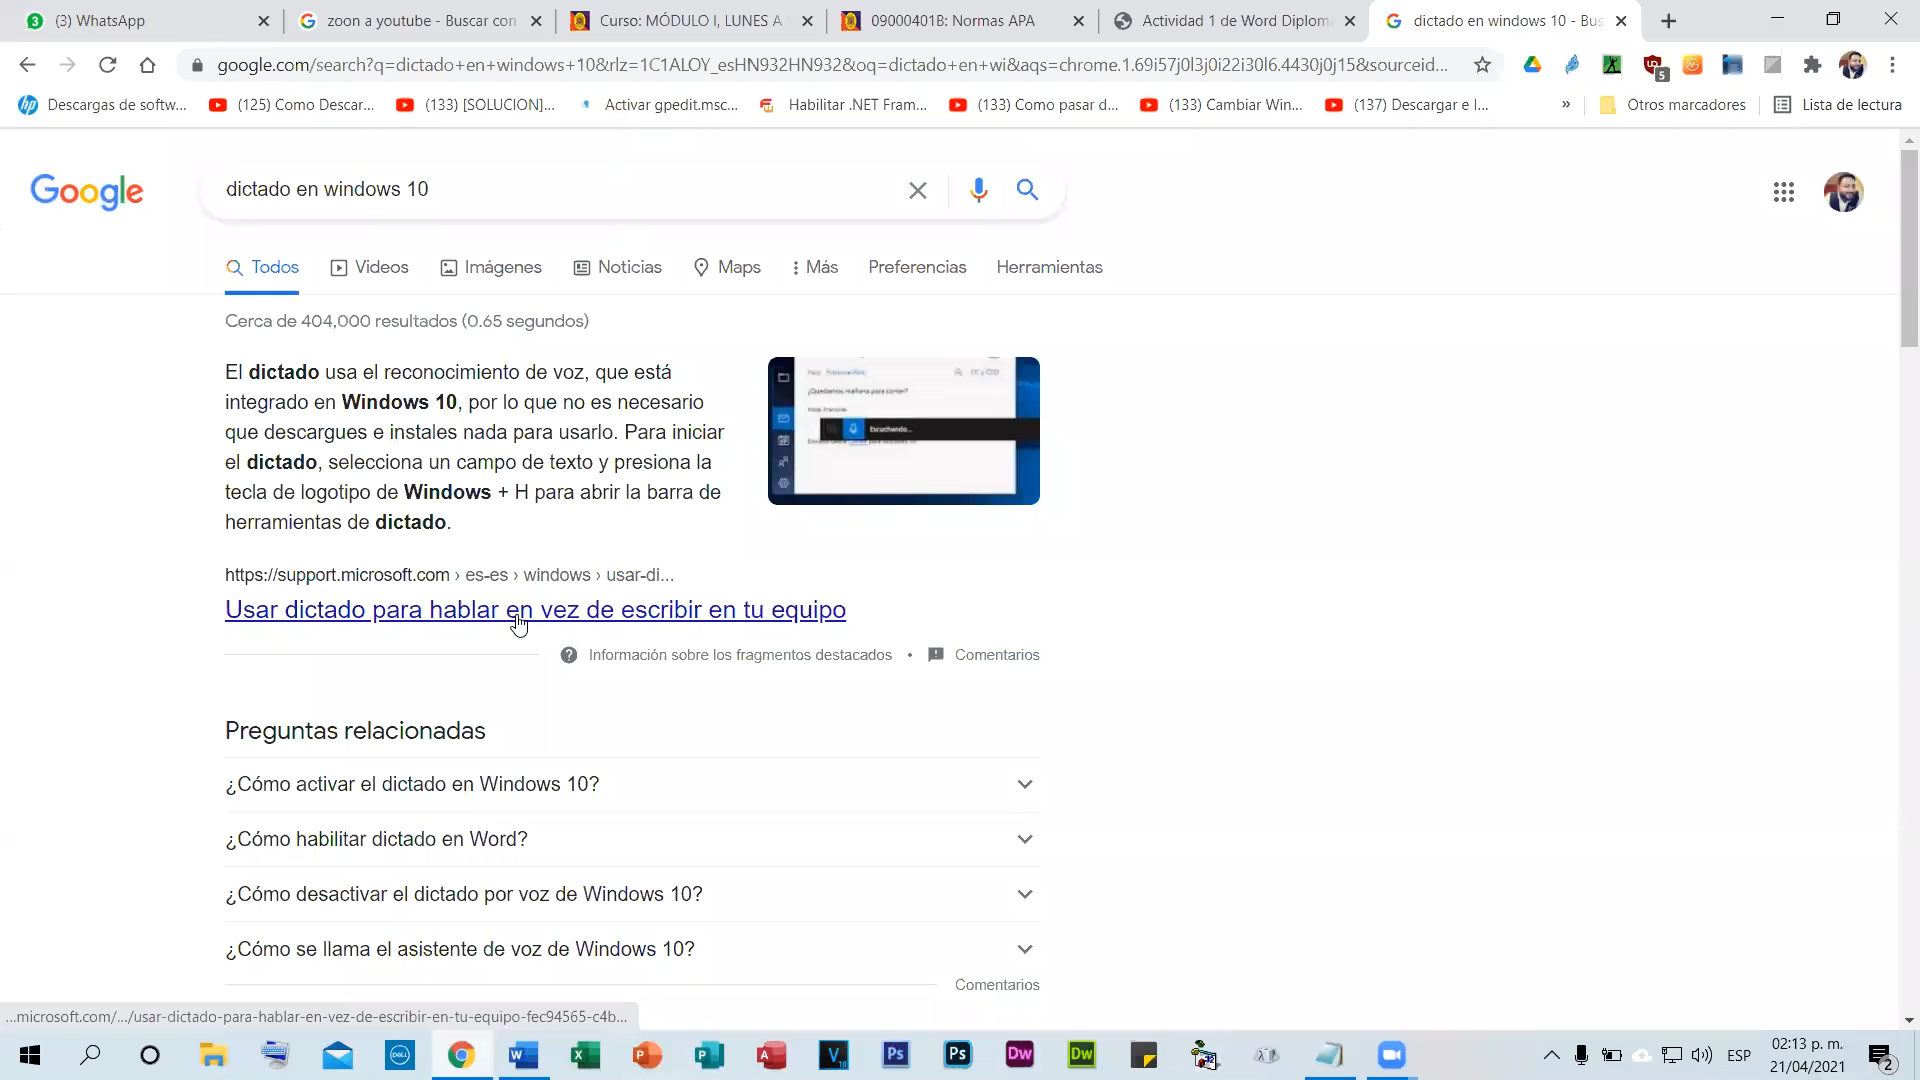 (3) WhatsApp
zoon a youtube - Buscar con
Curso: MÓDULO I, LUNES A
09000401B: Normas APA
Actividad 1 de Word Diplom
dictado en windows 10 - Bus
google.com/search?q=dictado+en+windows+10&rlz=1C1ALOY_esHN932HN932&oq=dictado+en+wi&aqs=chrome.1.69i57j0l3j0i22i30l6.4430j0j15&sourceid...
5
Descargas de softw...
(125) Como Descar...
(133) [SOLUCION]...
Activar gpedit.msc...
Habilitar .NET Fram...
(133) Como pasar d...
(133) Cambiar Win...
(137) Descargar e I...
»
Otros marcadores
Lista de lectura
Google
dictado en windows 10
Todos
Videos
Imágenes
Noticias
Maps
Más
Preferencias
Herramientas
Cerca de 404,000 resultados (0.65 segundos)
El dictado usa el reconocimiento de voz, que está
integrado en Windows 10, por lo que no es necesario
que descargues e instales nada para usarlo. Para iniciar
el dictado, selecciona un campo de texto y presiona la
tecla de logotipo de Windows + H para abrir la barra de
herramientas de dictado.
Escuchando...
https://support.microsoft.com › es-es › windows › usar-di...
Usar dictado para hablar en vez de escribir en tu equipo
Información sobre los fragmentos destacados • Comentarios
Preguntas relacionadas
¿Cómo activar el dictado en Windows 10?
¿Cómo habilitar dictado en Word?
¿Cómo desactivar el dictado por voz de Windows 10?
¿Cómo se llama el asistente de voz de Windows 10?
Comentarios
...microsoft.com/.../usar-dictado-para-hablar-en-vez-de-escribir-en-tu-equipo-fec94565-c4b...
ESP
02:13 p. m.
21/04/2021
2